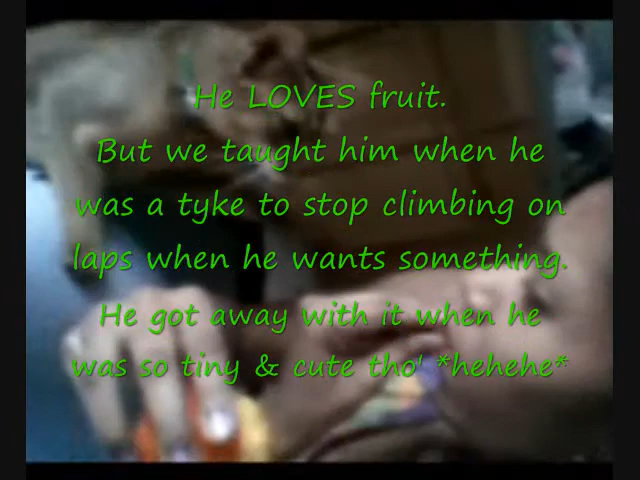 He LOVES fruit.
But we taught him when he
was a tyke to stop climbing on
laps when he wants something.
He got away with it when he
was so tiny & cute tho' *hehehe*